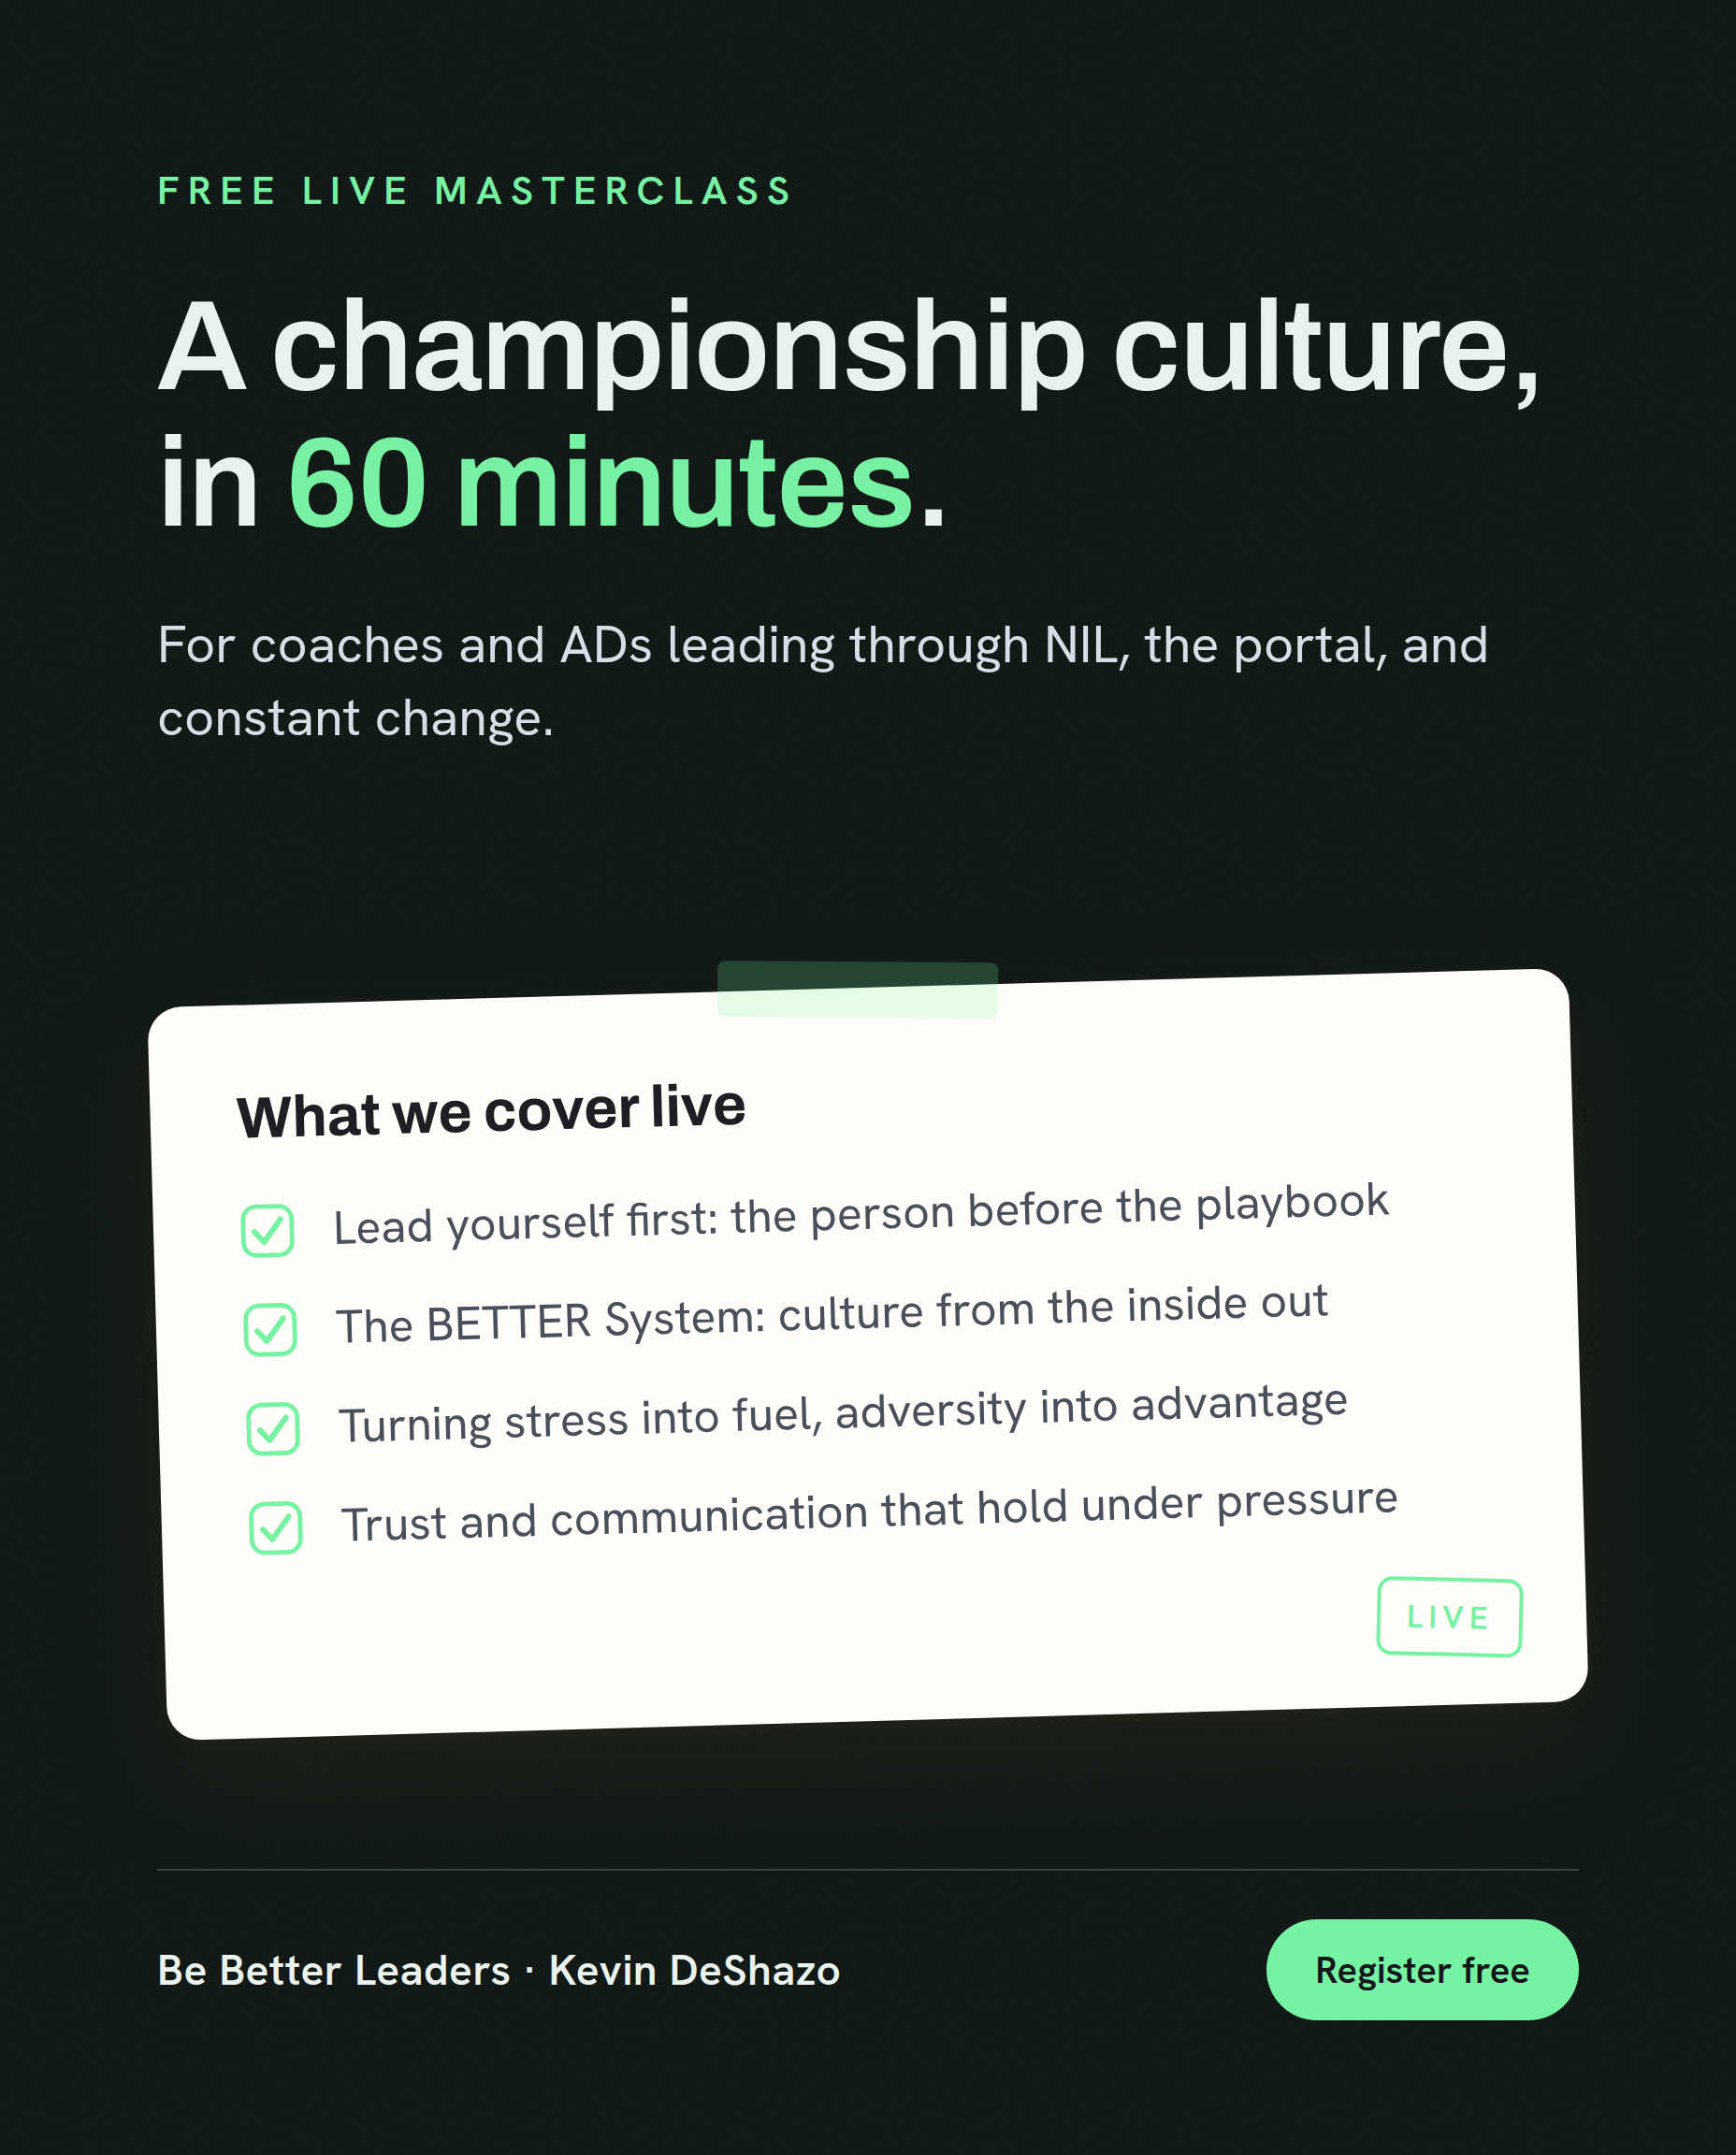 FREE LIVE MASTERCLASS
A championship culture,
in 60 minutes.
For coaches and ADs leading through NIL, the portal, and
constant change.
What we cover live
Lead yourself first: the person before the playbook
The BETTER System: culture from the inside out
Turning stress into fuel, adversity into advantage
Trust and communication that hold under pressure
LIVE
Be Better Leaders · Kevin DeShazo
Register free